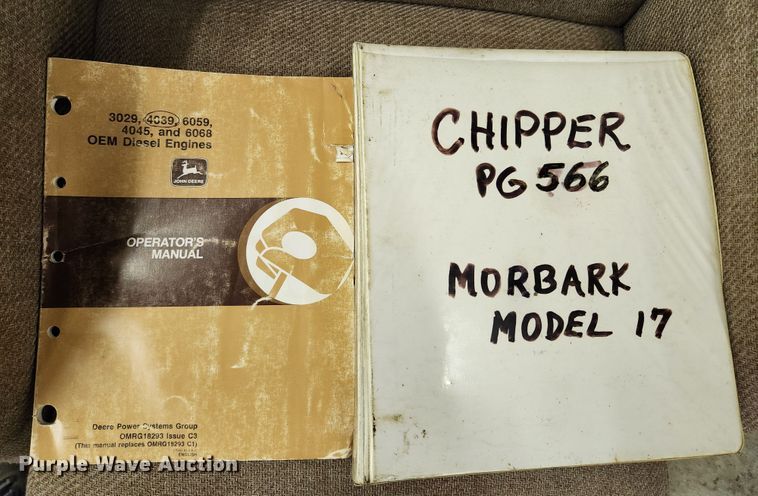 3029, 4039, 6059,
4045, and 6068
OEM Diesel Engines
JOHN DEERE
OPERATOR'S
MANUAL
Deere Power Systems Group
OMRG18293 Issue C3
(This manual replaces OMRG18293 C1)
ENGLISH
CHIPPER
PG 566
MORBARK
MODEL 17
Purple Wave Auction